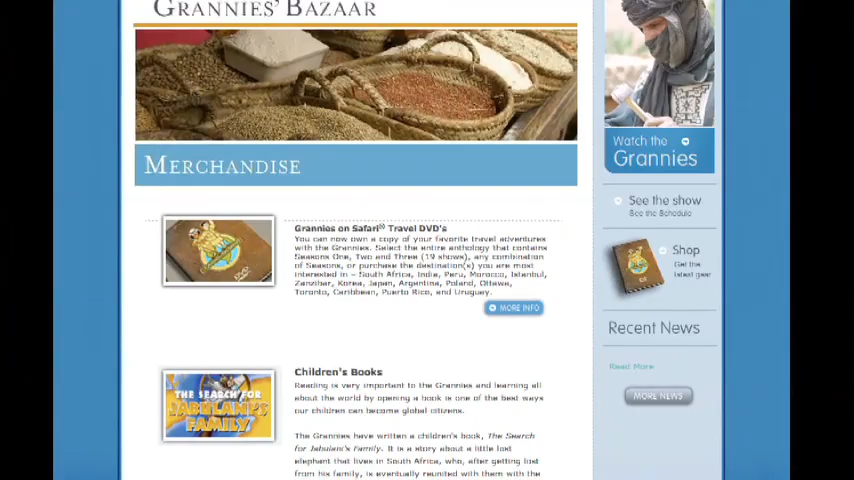 GRANNIES' BAZAAR
MERCHANDISE
Grannies on Safari® Travel DVD's
You can now own a copy of your favorite travel adventures
with the Grannies. Select the entire anthology that contains
Seasons One, Two and Three (19 shows), any combination
of Seasons, or purchase the destination(s) you are most
interested in – South Africa, India, Peru, Morocco, Istanbul,
Zanzibar, Korea, Japan, Argentina, Poland, Ottawa,
Toronto, Caribbean, Puerto Rico, and Uruguay.
MORE INFO
THE SEARCH FOR
JABULANI'S
FAMILY
Children's Books
Reading is very important to the Grannies and learning all
about the world by opening a book is one of the best ways
our children can become global citizens.
The Grannies have written a children's book, The Search
for Jabulani's Family. It is a story about a little lost
elephant that lives in South Africa, who, after getting lost
from his family, is eventually reunited with them with the
Watch the
Grannies
See the show
See the Schedule
Shop
Get the
latest gear
Recent News
Read More
MORE NEWS